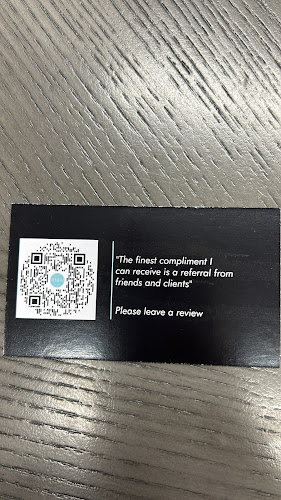 "The finest compliment I
can receive is a referral from
friends and clients"
Please leave a review